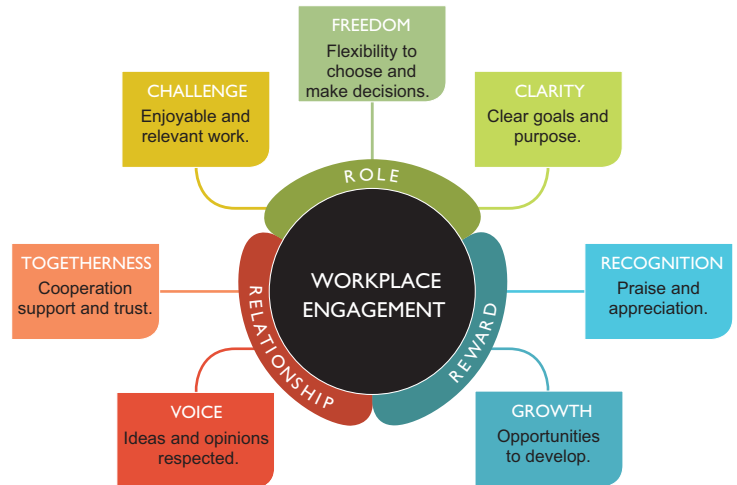 FREEDOM
Flexibility to
choose and
make decisions.
CHALLENGE
Enjoyable and
relevant work.
CLARITY
Clear goals and
purpose.
ROLE
TOGETHERNESS
Cooperation
support and trust.
RELATIONSHIP
WORKPLACE
ENGAGEMENT
REWARD
RECOGNITION
Praise and
appreciation.
VOICE
Ideas and opinions
respected.
GROWTH
Opportunities
to develop.